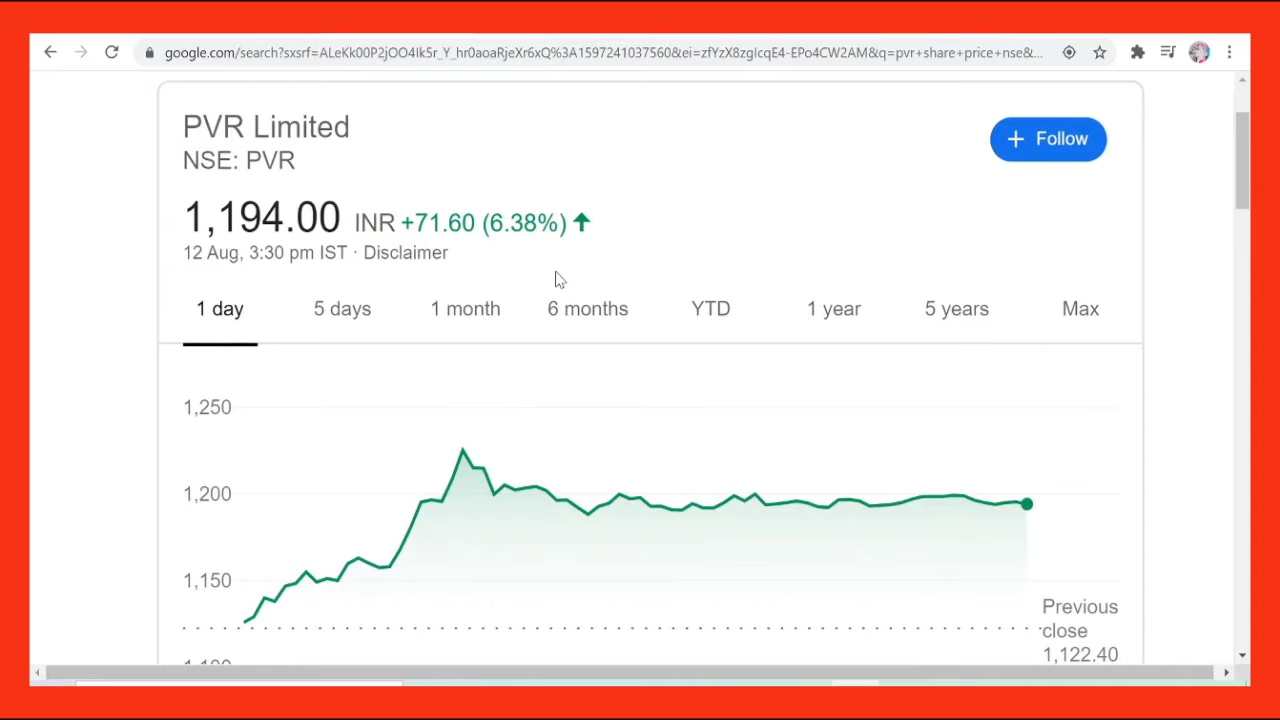 google.com/search?sxsrf=ALeKk00P2jOO4Ik5r_Y_hr0aoaRjeXr6xQ%3A1597241037560&ei=zfYzX8zgIcqE4-EPo4CW2AM&q=pvr+share+price+nse&...
PVR Limited
NSE: PVR
+ Follow
1,194.00 INR +71.60 (6.38%)
12 Aug, 3:30 pm IST · Disclaimer
1 day 5 days 1 month 6 months YTD 1 year 5 years Max
1,250
1,200
1,150
Previous
close
1,122.40
1,100